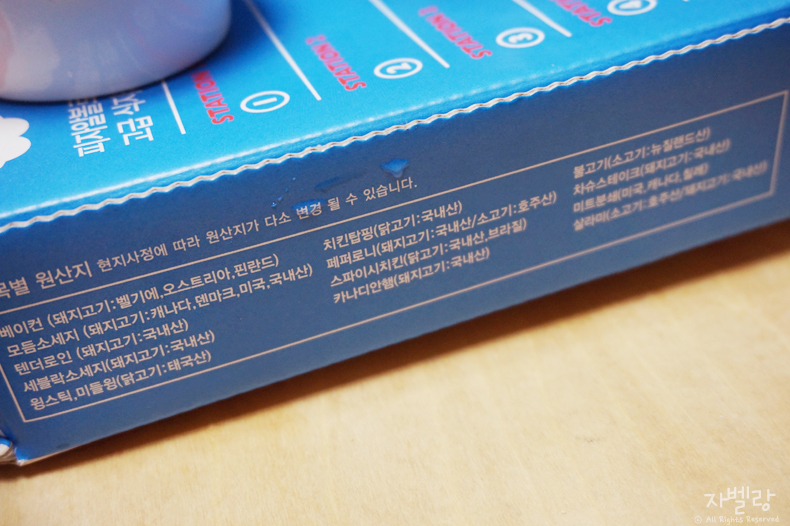 STATION 1
①
STATION 2
②
STATION 3
③
④
목별 원산지 현지사정에 따라 원산지가 다소 변경 될 수 있습니다.
베이컨 (돼지고기:벨기에,오스트리아,핀란드)
모듬소세지 (돼지고기:캐나다,덴마크,미국,국내산)
텐더로인 (돼지고기:국내산)
세블락소세지(돼지고기:국내산)
윙스틱,미들윙(닭고기:태국산)
치킨탑핑(닭고기:국내산)
페퍼로니(돼지고기:국내산/소고기:호주산)
스파이시치킨(닭고기:국내산,브라질)
카나디안햄(돼지고기:국내산)
불고기(소고기:뉴질랜드산)
차슈스테이크(돼지고기:국내산)
미트분쇄(미국,캐나다,칠레)
살라미(소고기:호주산/돼지고기:국내산)
자벨랑
© All Rights Reserved